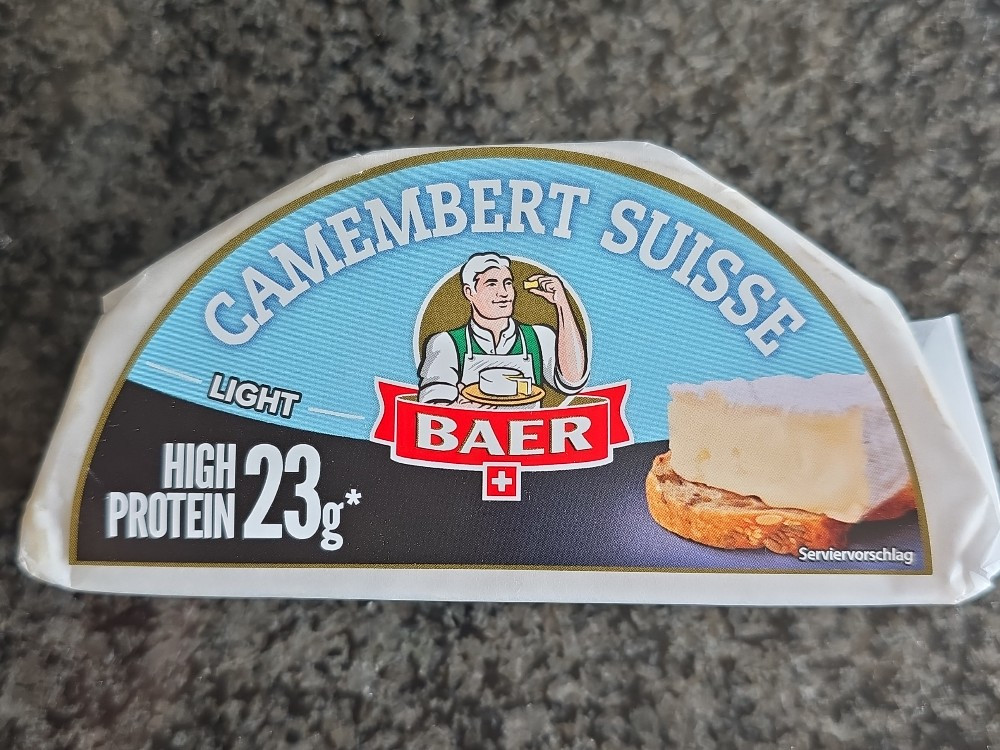 CAMEMBERT SUISSE
LIGHT
BAER
HIGH
PROTEIN 23g*
Serviervorschlag